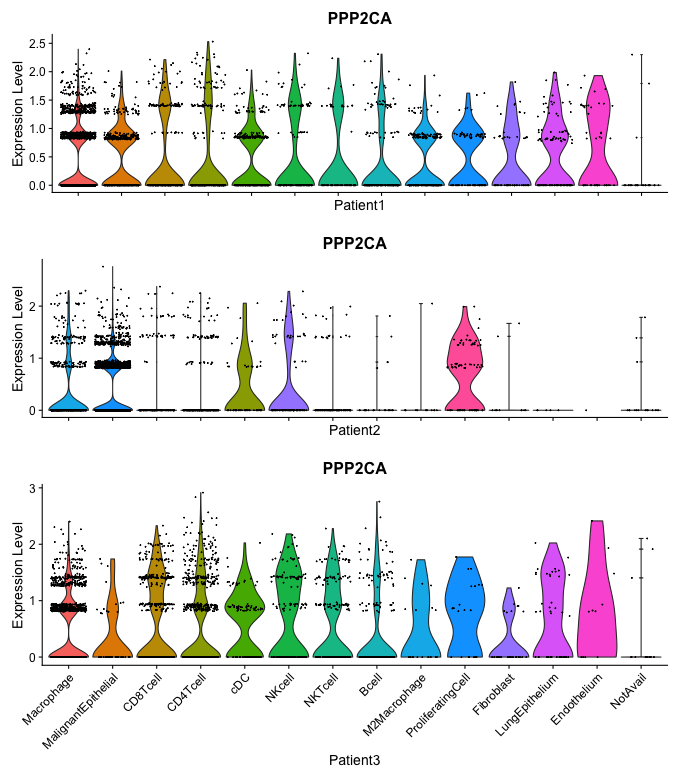 PPP2CA
Expression Level
2.5
2.0
1.5
1.0
0.5
0.0
Patient1
PPP2CA
Expression Level
2
1
0
Patient2
PPP2CA
Expression Level
3
2
1
0
Macrophage
MalignantEpithelial
CD8Tcell
CD4Tcell
cDC
NKcell
NKTcell
Bcell
M2Macrophage
ProliferatingCell
Fibroblast
LungEpithelium
Endothelium
NotAvail
Patient3